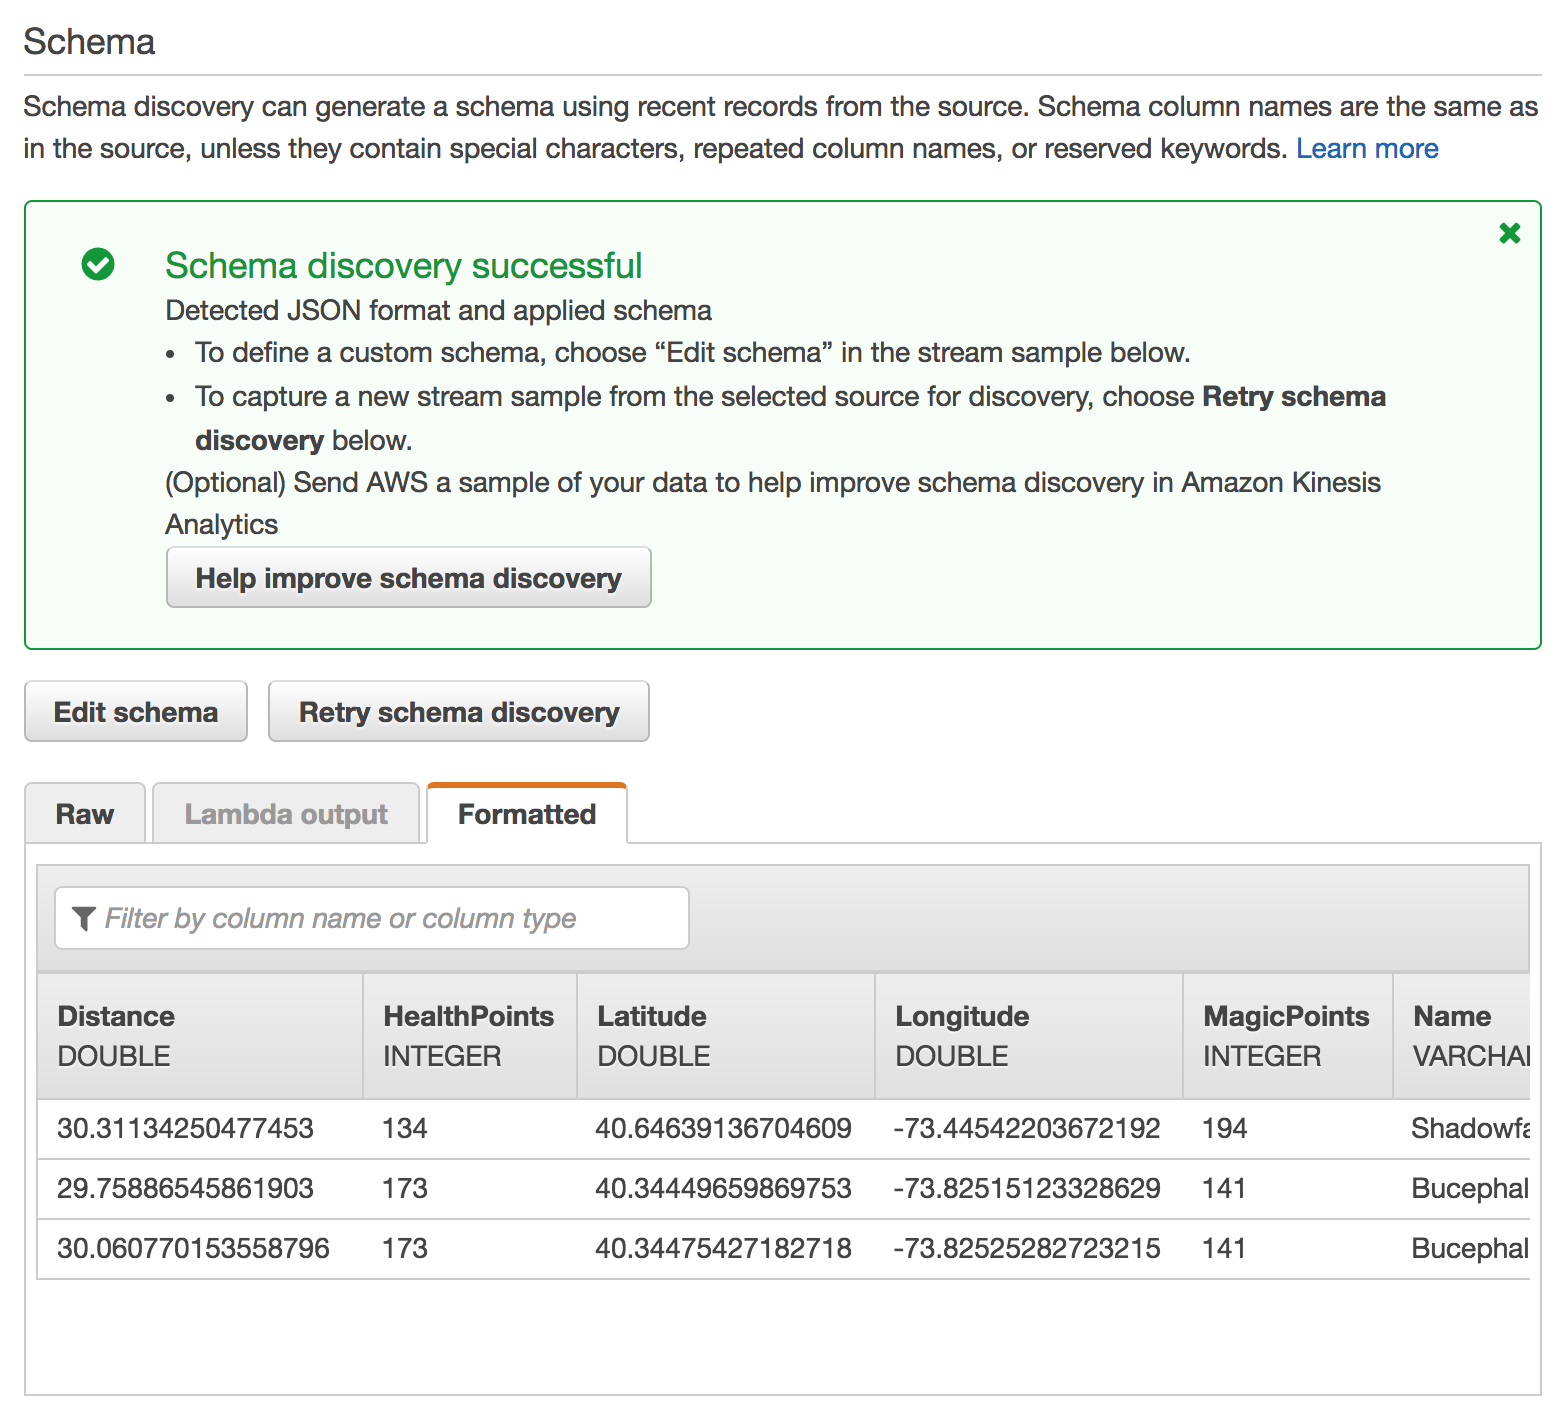 Schema
Schema discovery can generate a schema using recent records from the source. Schema column names are the same as
in the source, unless they contain special characters, repeated column names, or reserved keywords. Learn more
Schema discovery successful
Detected JSON format and applied schema
• To define a custom schema, choose “Edit schema” in the stream sample below.
• To capture a new stream sample from the selected source for discovery, choose Retry schema
discovery below.
(Optional) Send AWS a sample of your data to help improve schema discovery in Amazon Kinesis
Analytics
Help improve schema discovery
Edit schema Retry schema discovery
Raw Lambda output Formatted
Filter by column name or column type
Distance HealthPoints Latitude Longitude MagicPoints Name
DOUBLE INTEGER DOUBLE DOUBLE INTEGER
30.31134250477453 134 40.64639136704609 -73.44542203672192 194
29.75886545861903 173 40.34449659869753 -73.82515123328629 141 Bucephal
30.060770153558796 173 40.34475427182718 -73.82525282723215 141 Bucephal